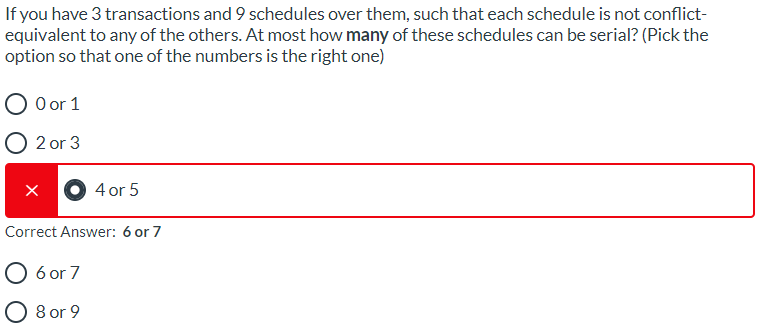 If you have 3 transactions and 9 schedules over them, such that each schedule is not conflict-
equivalent to any of the others. At most how many of these schedules can be serial? (Pick the
option so that one of the numbers is the right one)
0 or 1
2 or 3
4 or 5
Correct Answer: 6 or 7
6 or 7
8 or 9